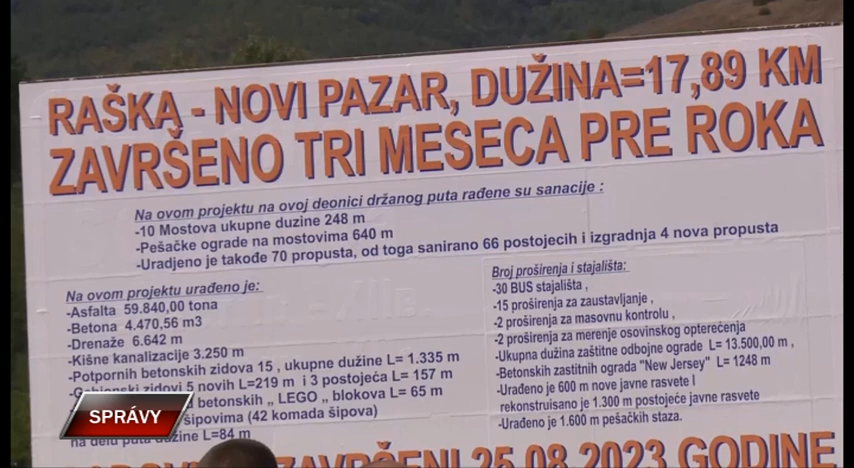 RAŠKA - NOVI PAZAR, DUŽINA=17,89 KM
ZAVRŠENO TRI MESECA PRE ROKA
Na ovom projektu na ovoj deonici držanog puta rađene su sanacije :
-10 Mostova ukupne duzine 248 m
-Pešačke ograde na mostovima 640 m
-Uradjeno je takođe 70 propusta, od toga sanirano 66 postojecih i izgradnja 4 nova propusta
Na ovom projektu urađeno je:
-Asfalta 59.840,00 tona
-Betona 4.470,56 m3
-Drenaže 6.642 m
-Kišne kanalizacije 3.250 m
-Potpornih betonskih zidova 15 , ukupne dužine L= 1.335 m
zidovi 5 novih L=219 m i 3 postojeća L= 157 m
betonskih „ LEGO „ blokova L= 65 m
šipovima (42 komada šipova)
na delu puta dužine L=84 m
Broj proširenja i stajališta:
-30 BUS stajališta ,
-15 proširenja za zaustavljanje ,
-2 proširenja za masovnu kontrolu ,
-2 proširenja za merenje osovinskog opterećenja
-Ukupna dužina zaštitne odbojne ograde L= 13.500,00 m ,
-Betonskih zastitnih ograda "New Jersey" L= 1248 m
-Urađeno je 600 m nove javne rasvete I
rekonstruisano je 1.300 m postojeće javne rasvete
-Urađeno je 1.600 m pešačkih staza.
ZAVRŠENI 25.08.2023 GODINE
SPRÁVY